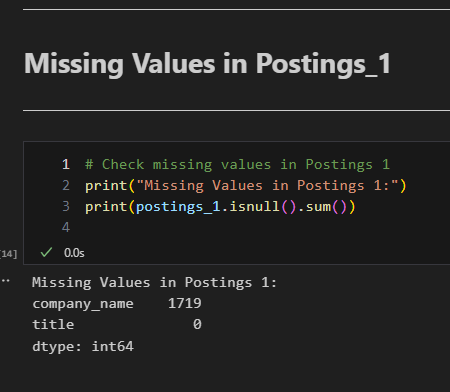 Missing Values in Postings_1
1 # Check missing values in Postings 1
2 print("Missing Values in Postings 1:")
3 print(postings_1.isnull().sum())
4
[14] 0.0s
Missing Values in Postings 1:
company_name 1719
title 0
dtype: int64